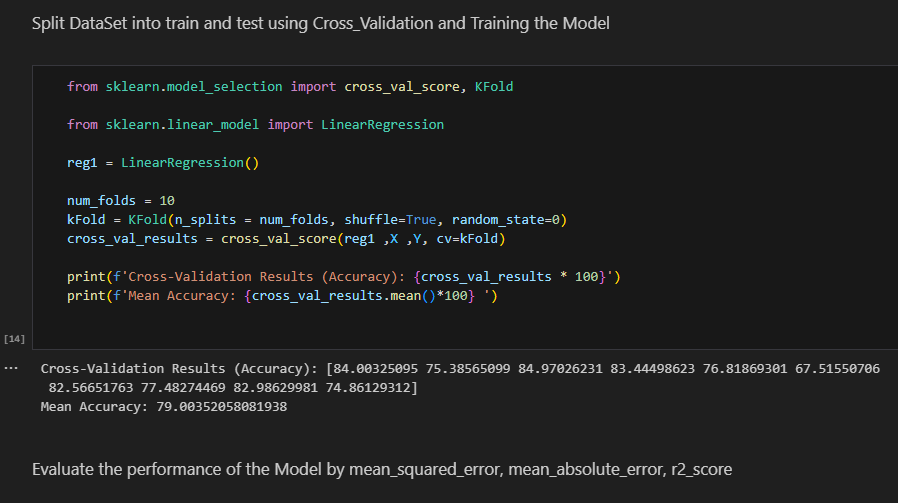 Split DataSet into train and test using Cross_Validation and Training the Model
from sklearn.model_selection import cross_val_score, KFold
from sklearn.linear_model import LinearRegression
reg1 = LinearRegression()
num_folds = 10
kFold = KFold(n_splits = num_folds, shuffle=True, random_state=0)
cross_val_results = cross_val_score(reg1 ,X ,Y, cv=kFold)
print(f'Cross-Validation Results (Accuracy): {cross_val_results * 100}')
print(f'Mean Accuracy: {cross_val_results.mean()*100} ')
[14]
... Cross-Validation Results (Accuracy): [84.00325095 75.38565099 84.97026231 83.44498623 76.81869301 67.51550706
82.56651763 77.48274469 82.98629981 74.86129312]
Mean Accuracy: 79.00352058081938
Evaluate the performance of the Model by mean_squared_error, mean_absolute_error, r2_score